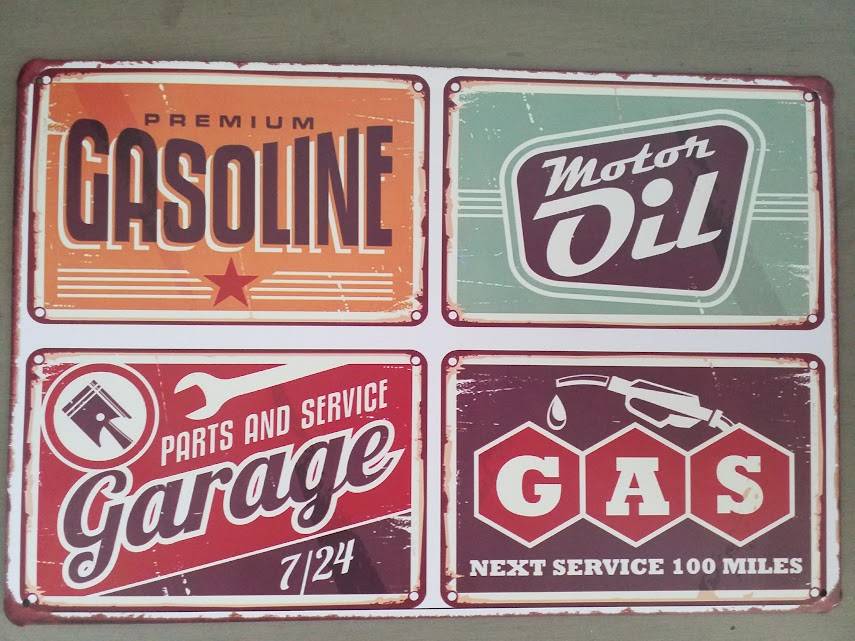 PREMIUM
GASOLINE
Motor
Oil
PARTS AND SERVICE
Garage
7/24
GAS
NEXT SERVICE 100 MILES